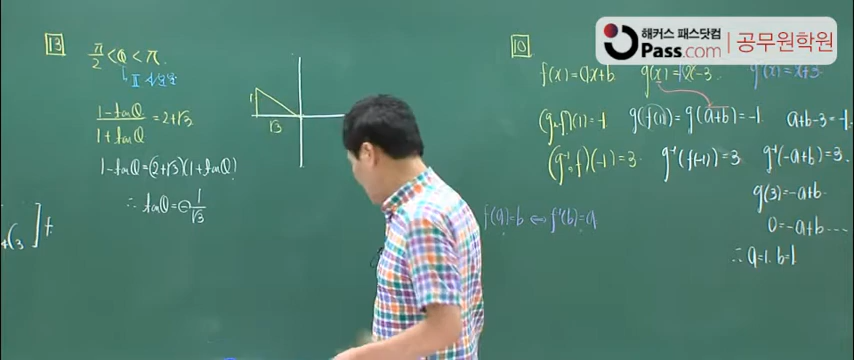 해커스 패스닷컴
Pass.com
공무원학원
13
π/2 < θ < π.
Ⅱ 사분면
(1-tanθ)/(1+tanθ) = 2+√3
1-tanθ=(2+√3)(1+tanθ)
∴ tanθ=⊖1/√3
1
√3
10
f(x)=ax+b.
g(x)=x-3.
g⁻¹(x)=x+3.
(g∘f)(1)=-1
g(f(1))=g(a+b)=-1.
a+b-3=-1.
(g⁻¹∘f)(-1)=3.
g⁻¹(f(-1))=3
g⁻¹(-a+b)=3.
g(3)=-a+b.
0=-a+b...
∴ a=1. b=1
f(a)=b ⟺ f⁻¹(b)=a